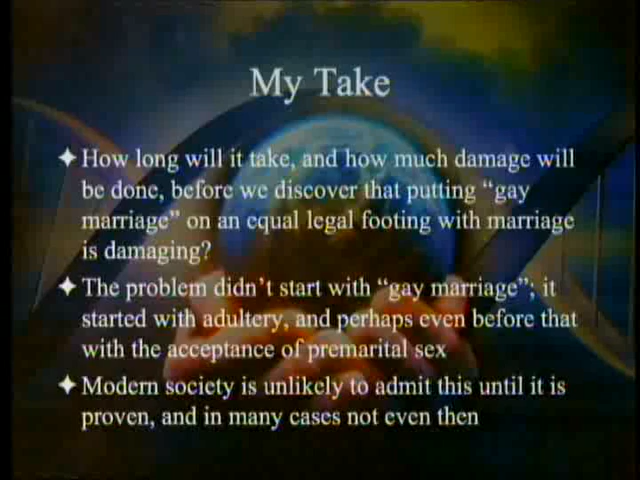 My Take
✦ How long will it take, and how much damage will
be done, before we discover that putting “gay
marriage” on an equal legal footing with marriage
is damaging?
✦ The problem didn’t start with “gay marriage”; it
started with adultery, and perhaps even before that
with the acceptance of premarital sex
✦ Modern society is unlikely to admit this until it is
proven, and in many cases not even then